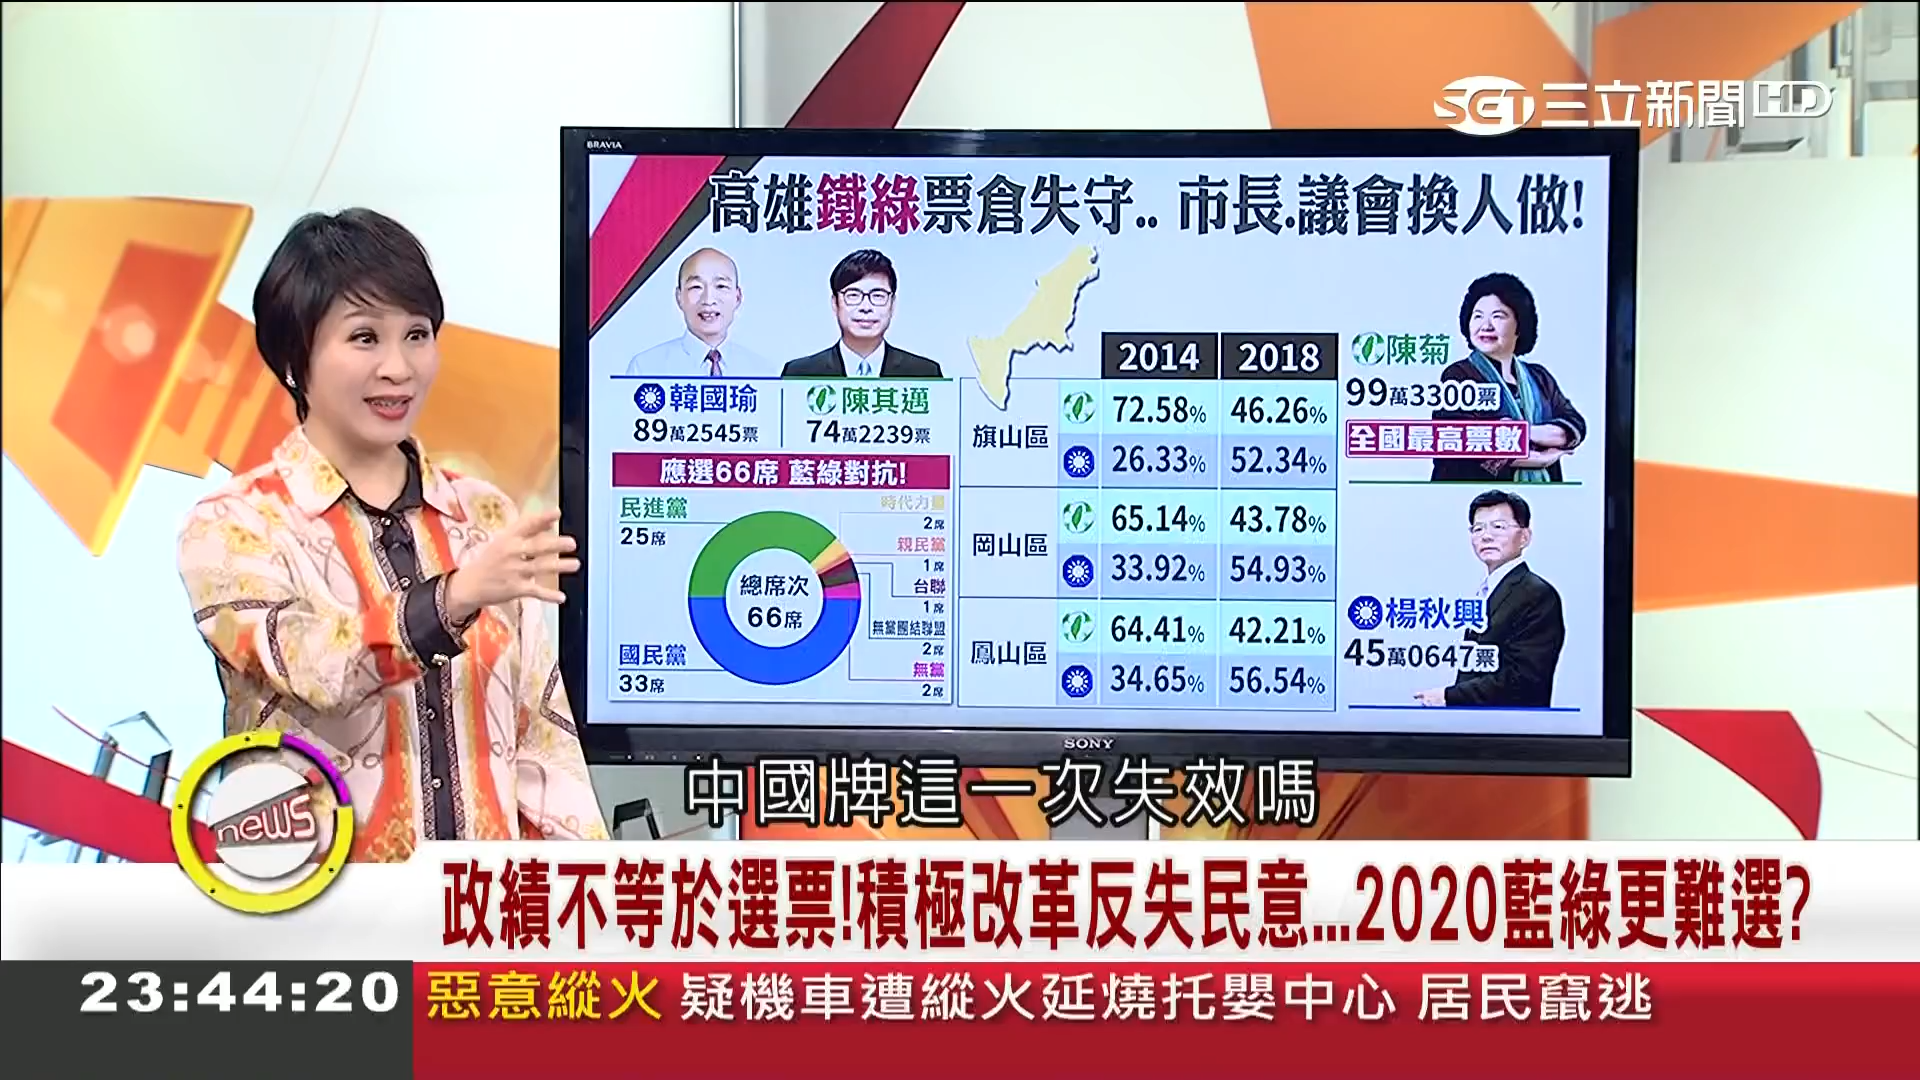 SET三立新聞HD
BRAVIA
高雄鐵綠票倉失守.. 市長.議會換人做!
韓國瑜
89萬2545票
陳其邁
74萬2239票
應選66席 藍綠對抗!
民進黨
25席
時代力量
2席
親民黨
1席
台聯
1席
無黨團結聯盟
2席
無黨
2席
國民黨
33席
總席次
66席
2014 2018
旗山區
72.58% 46.26%
26.33% 52.34%
岡山區
65.14% 43.78%
33.92% 54.93%
鳳山區
64.41% 42.21%
34.65% 56.54%
陳菊
99萬3300票
全國最高票數
楊秋興
45萬0647票
SONY
中國牌這一次失效嗎
news
政績不等於選票!積極改革反失民意...2020藍綠更難選?
23:44:20
惡意縱火 疑機車遭縱火延燒托嬰中心 居民竄逃